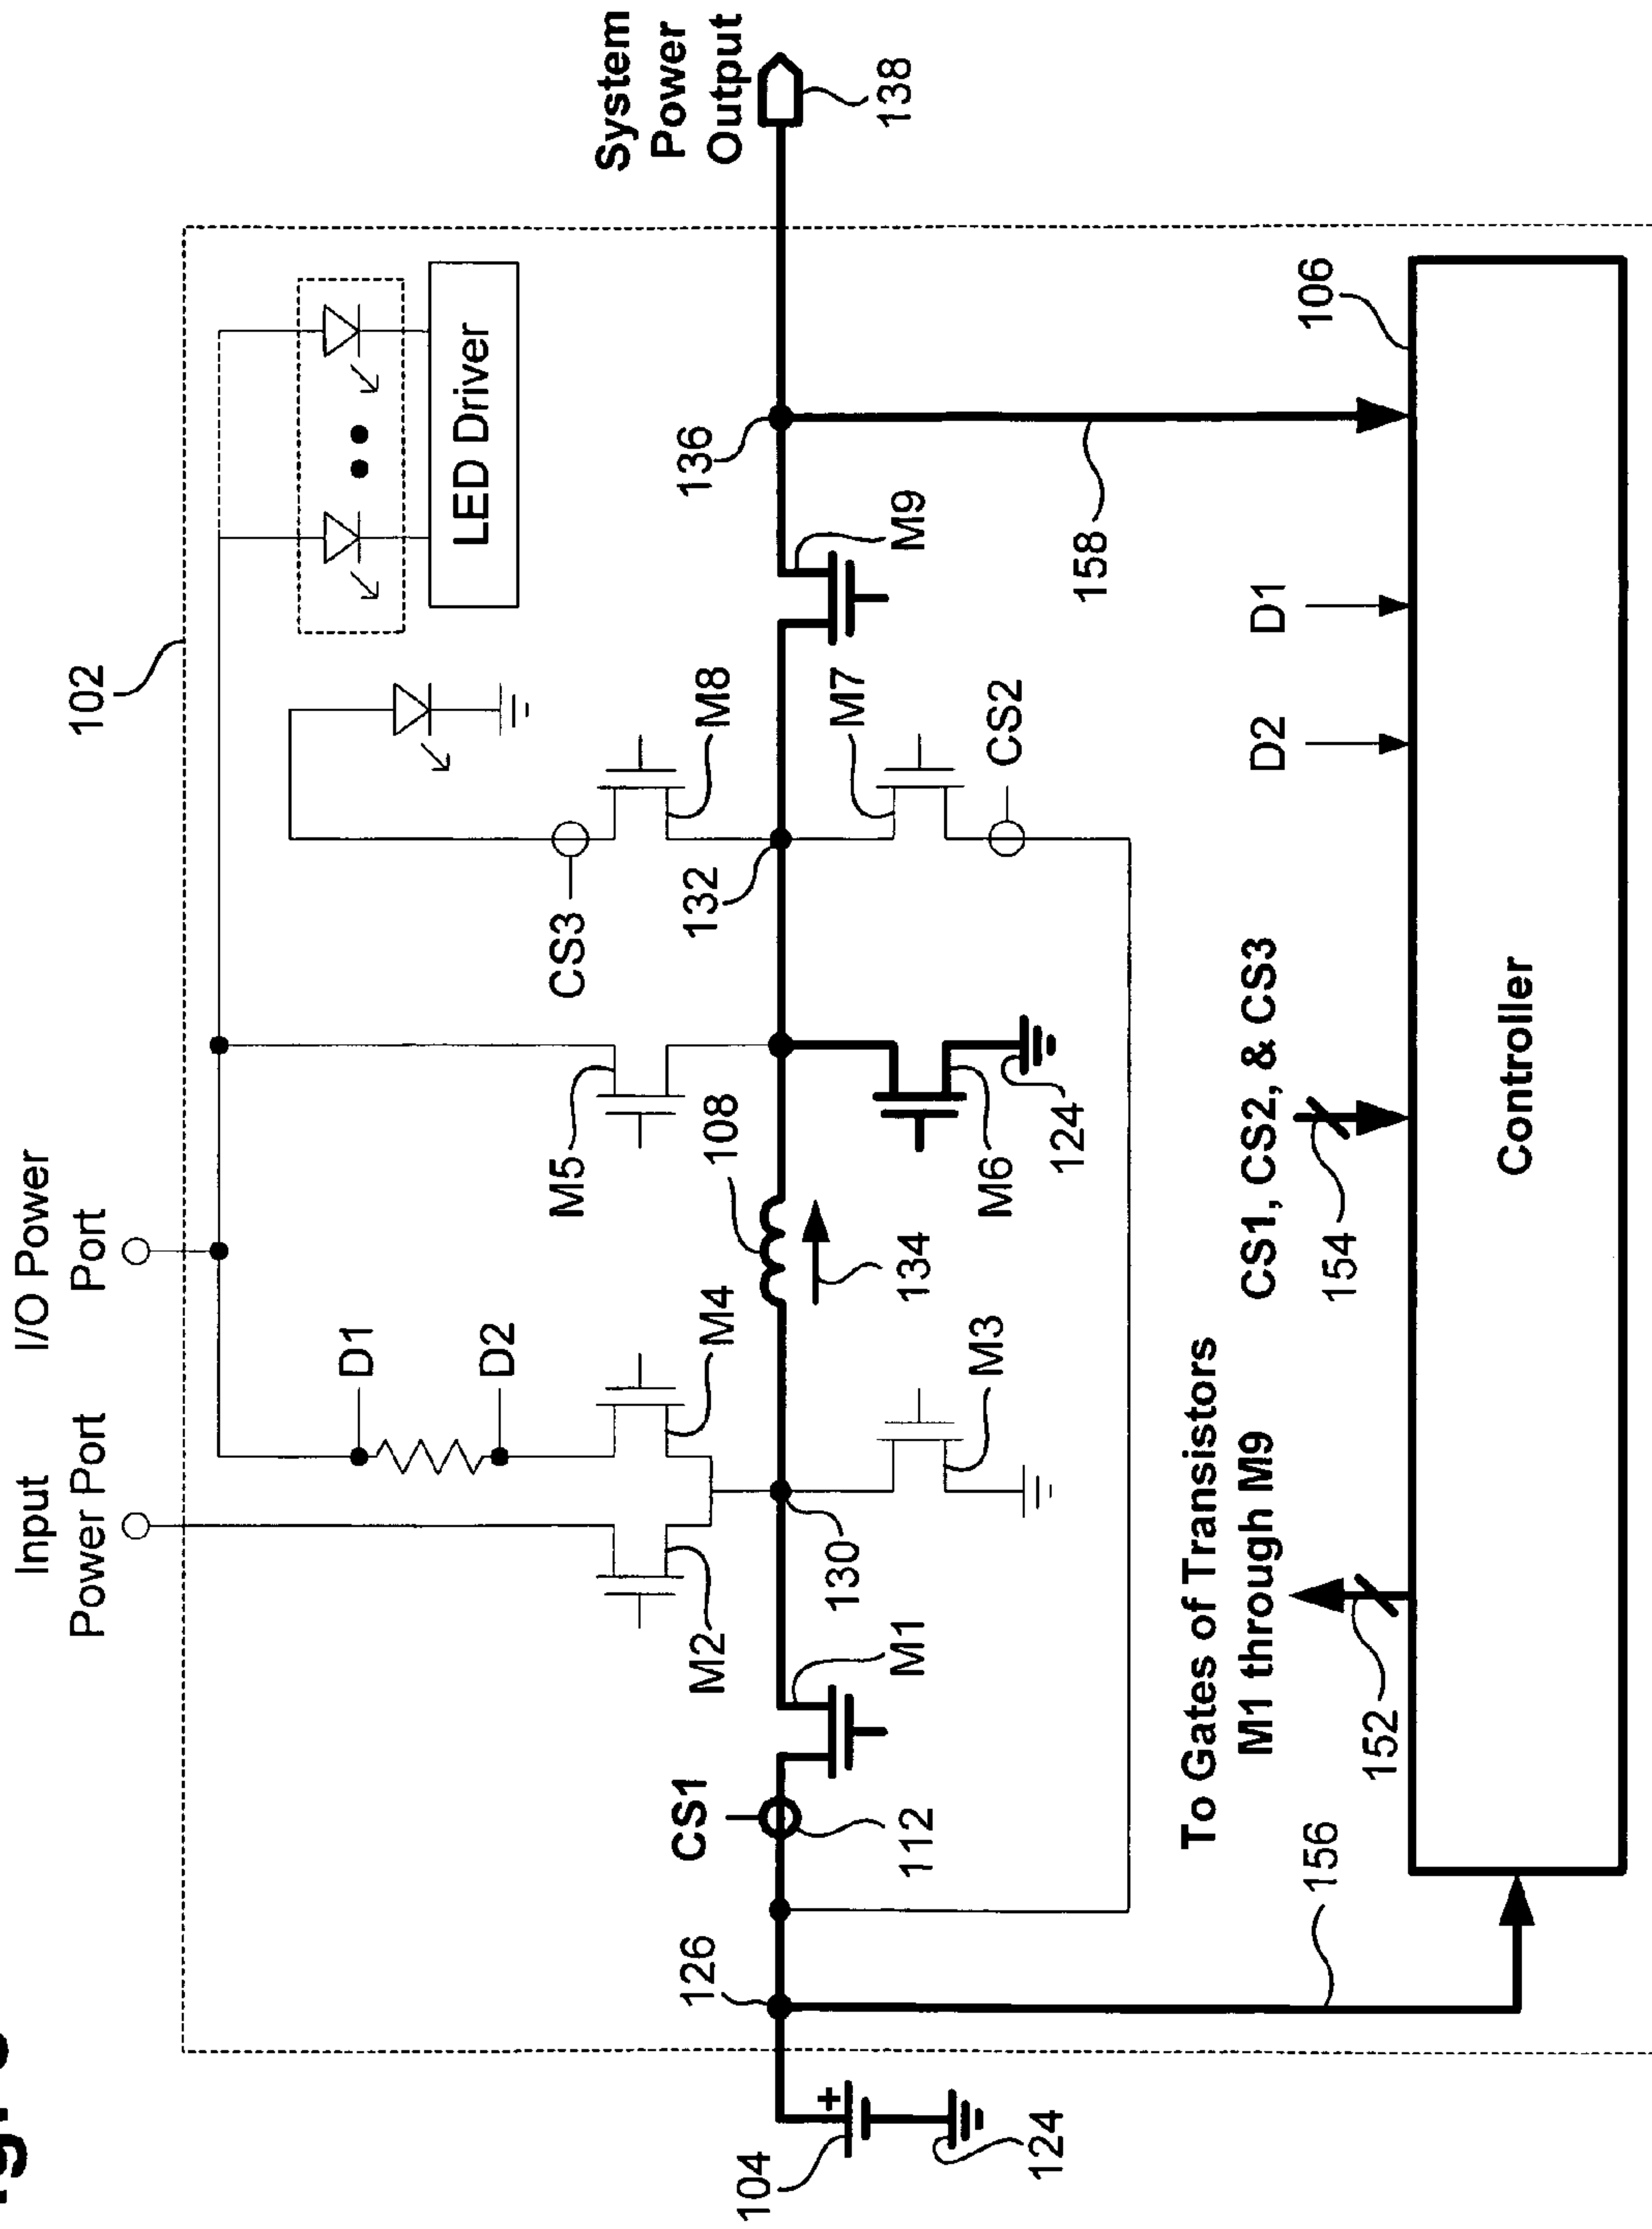 Input
Power Port
I/O Power
Port
102
D1
D2
M4
M2
M5
108
CS3
M8
LED Driver
System
Power
Output
138
126
CS1
112
M1
130
134
M3
M6
124
132
M7
CS2
M9
136
158
104
124
156
To Gates of Transistors
M1 through M9
152
CS1, CS2, & CS3
154
D2
D1
106
Controller